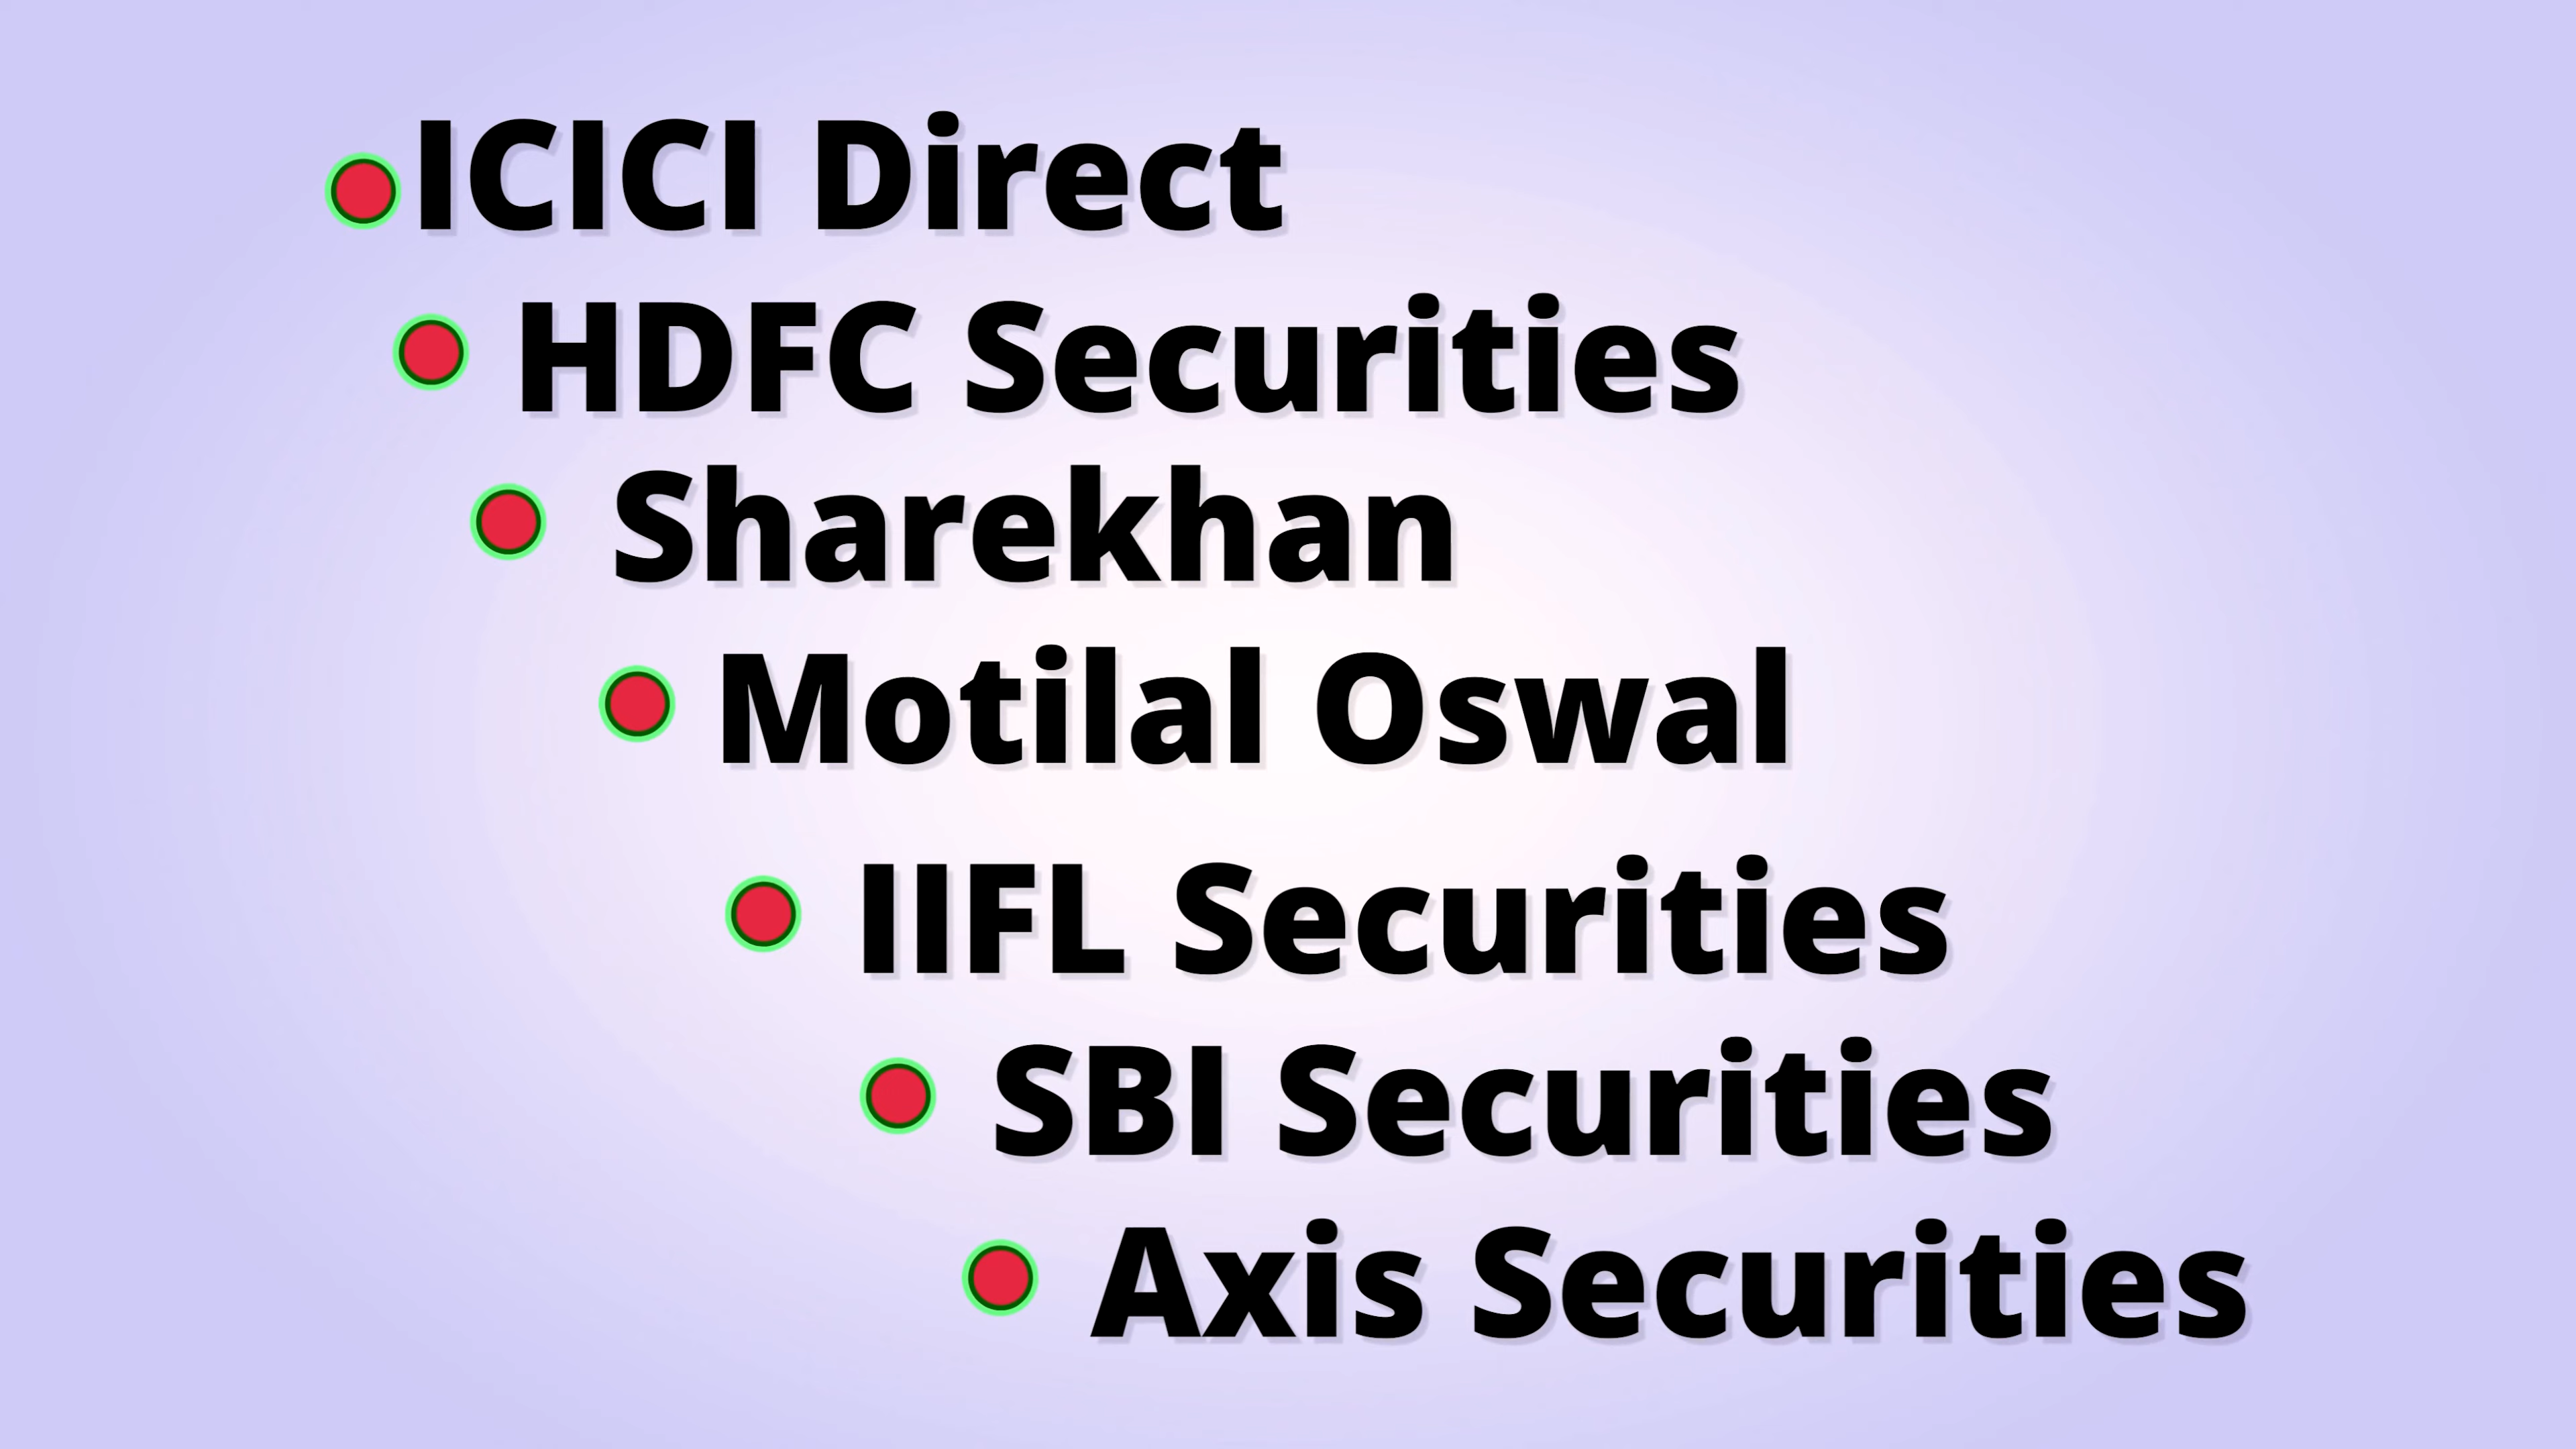 ICICI Direct
HDFC Securities
Sharekhan
Motilal Oswal
IIFL Securities
SBI Securities
Axis Securities